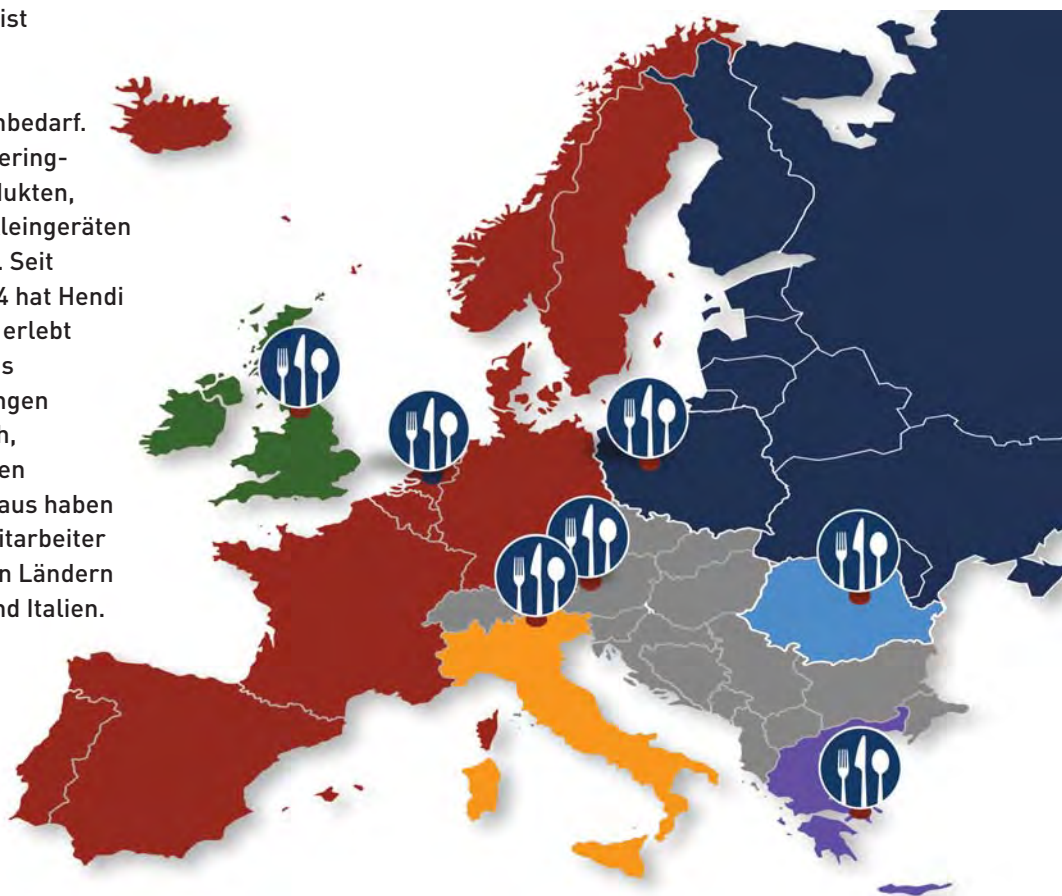 ist
nbedarf.
ering-
dukten,
leingeräten
. Seit
4 hat Hendi
erlebt
s
ngen
h,
en
aus haben
itarbeiter
n Ländern
nd Italien.